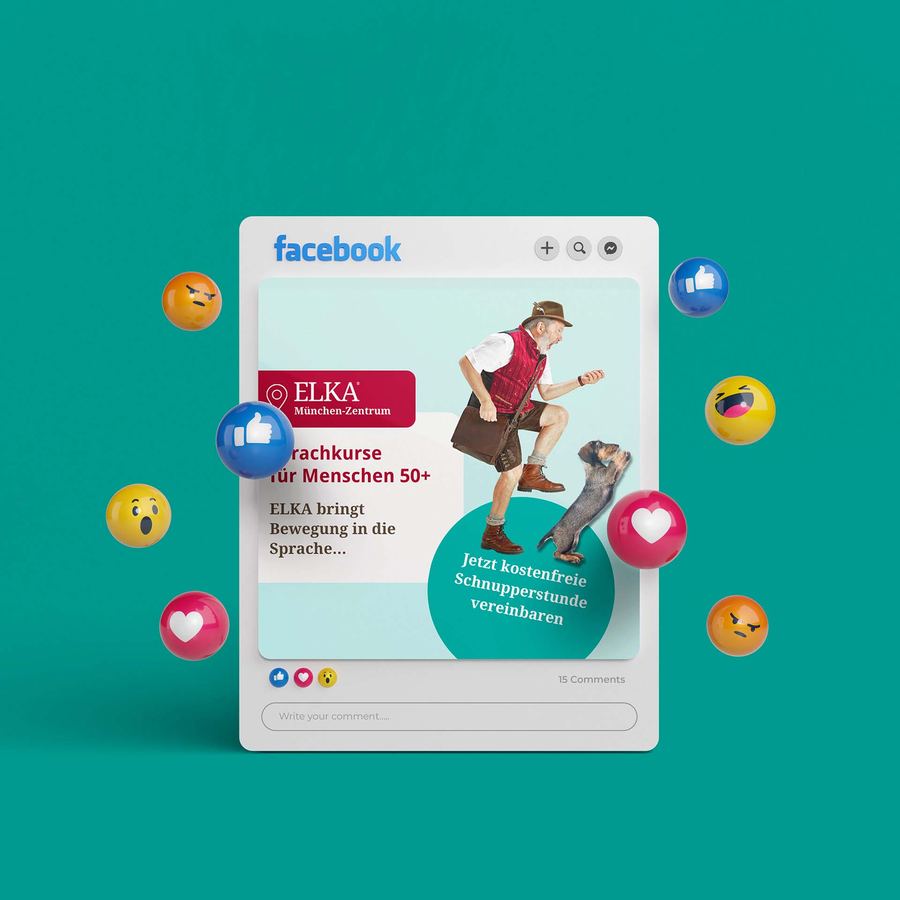 facebook
ELKA®
München-Zentrum
rachkurse
für Menschen 50+
ELKA bringt
Bewegung in die
Sprache...
Jetzt kostenfreie
Schnupperstunde
vereinbaren
15 Comments
Write your comment.....